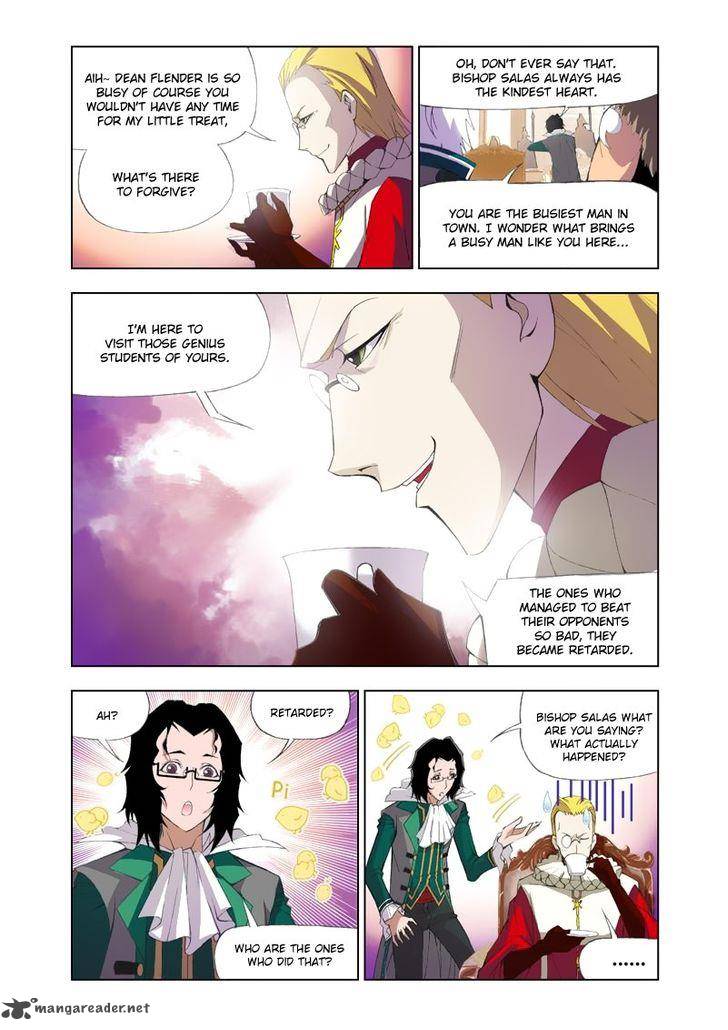 AIH~ DEAN FLENDER IS SO
BUSY OF COURSE YOU
WOULDN'T HAVE ANY TIME
FOR MY LITTLE TREAT,
WHAT'S THERE
TO FORGIVE?
OH, DON'T EVER SAY THAT.
BISHOP SALAS ALWAYS HAS
THE KINDEST HEART.
YOU ARE THE BUSIEST MAN IN
TOWN. I WONDER WHAT BRINGS
A BUSY MAN LIKE YOU HERE...
I'M HERE TO
VISIT THOSE GENIUS
STUDENTS OF YOURS.
THE ONES WHO
MANAGED TO BEAT
THEIR OPPONENTS
SO BAD, THEY
BECAME RETARDED.
AH?
RETARDED?
Pi
WHO ARE THE ONES
WHO DID THAT?
BISHOP SALAS WHAT
ARE YOU SAYING?
WHAT ACTUALLY
HAPPENED?
......
mangareader.net